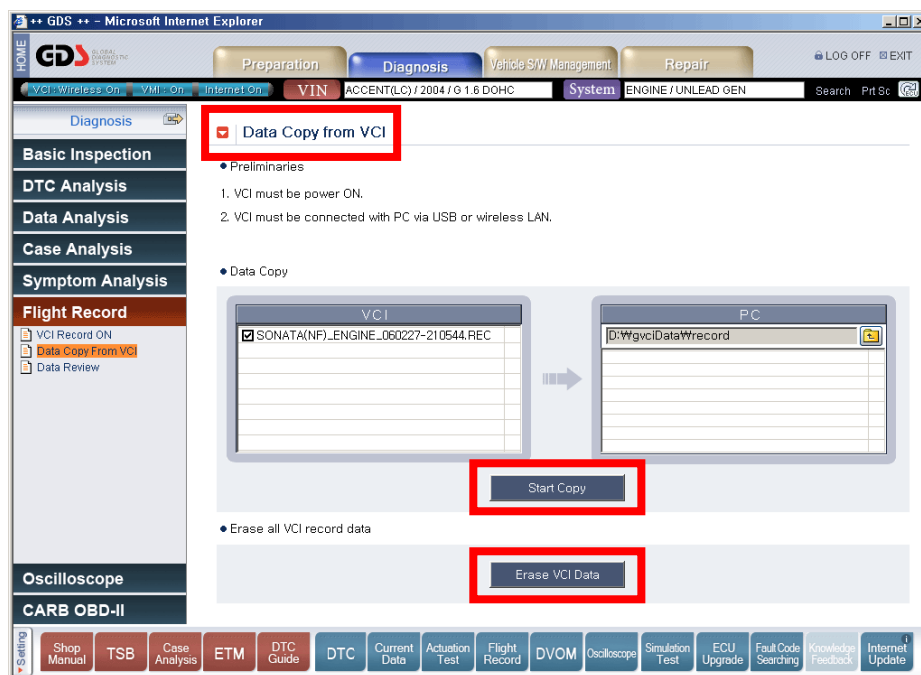 ++ GDS ++ - Microsoft Internet Explorer
HOME
GDS GLOBAL DIAGNOSTIC SYSTEM
Preparation
Diagnosis
Vehicle S/W Management
Repair
LOG OFF
EXIT
VCI : Wireless On
VMI : On
Internet On
VIN
ACCENT(LC) / 2004 / G 1.6 DOHC
System
ENGINE / UNLEAD GEN
Search
Prt Sc
Diagnosis
Basic Inspection
DTC Analysis
Data Analysis
Case Analysis
Symptom Analysis
Flight Record
VCI Record ON
Data Copy From VCI
Data Review
Oscilloscope
CARB OBD-II
Data Copy from VCI
● Preliminaries
1. VCI must be power ON.
2. VCI must be connected with PC via USB or wireless LAN.
● Data Copy
VCI
SONATA(NF)_ENGINE_060227-210544.REC
PC
D:₩gvciData₩record
Start Copy
● Erase all VCI record data
Erase VCI Data
Setting
Shop
Manual
TSB
Case
Analysis
ETM
DTC
Guide
DTC
Current
Data
Actuation
Test
Flight
Record
DVOM
Oscilloscope
Simulation
Test
ECU
Upgrade
Fault Code
Searching
Knowledge
Feedback
Internet
Update